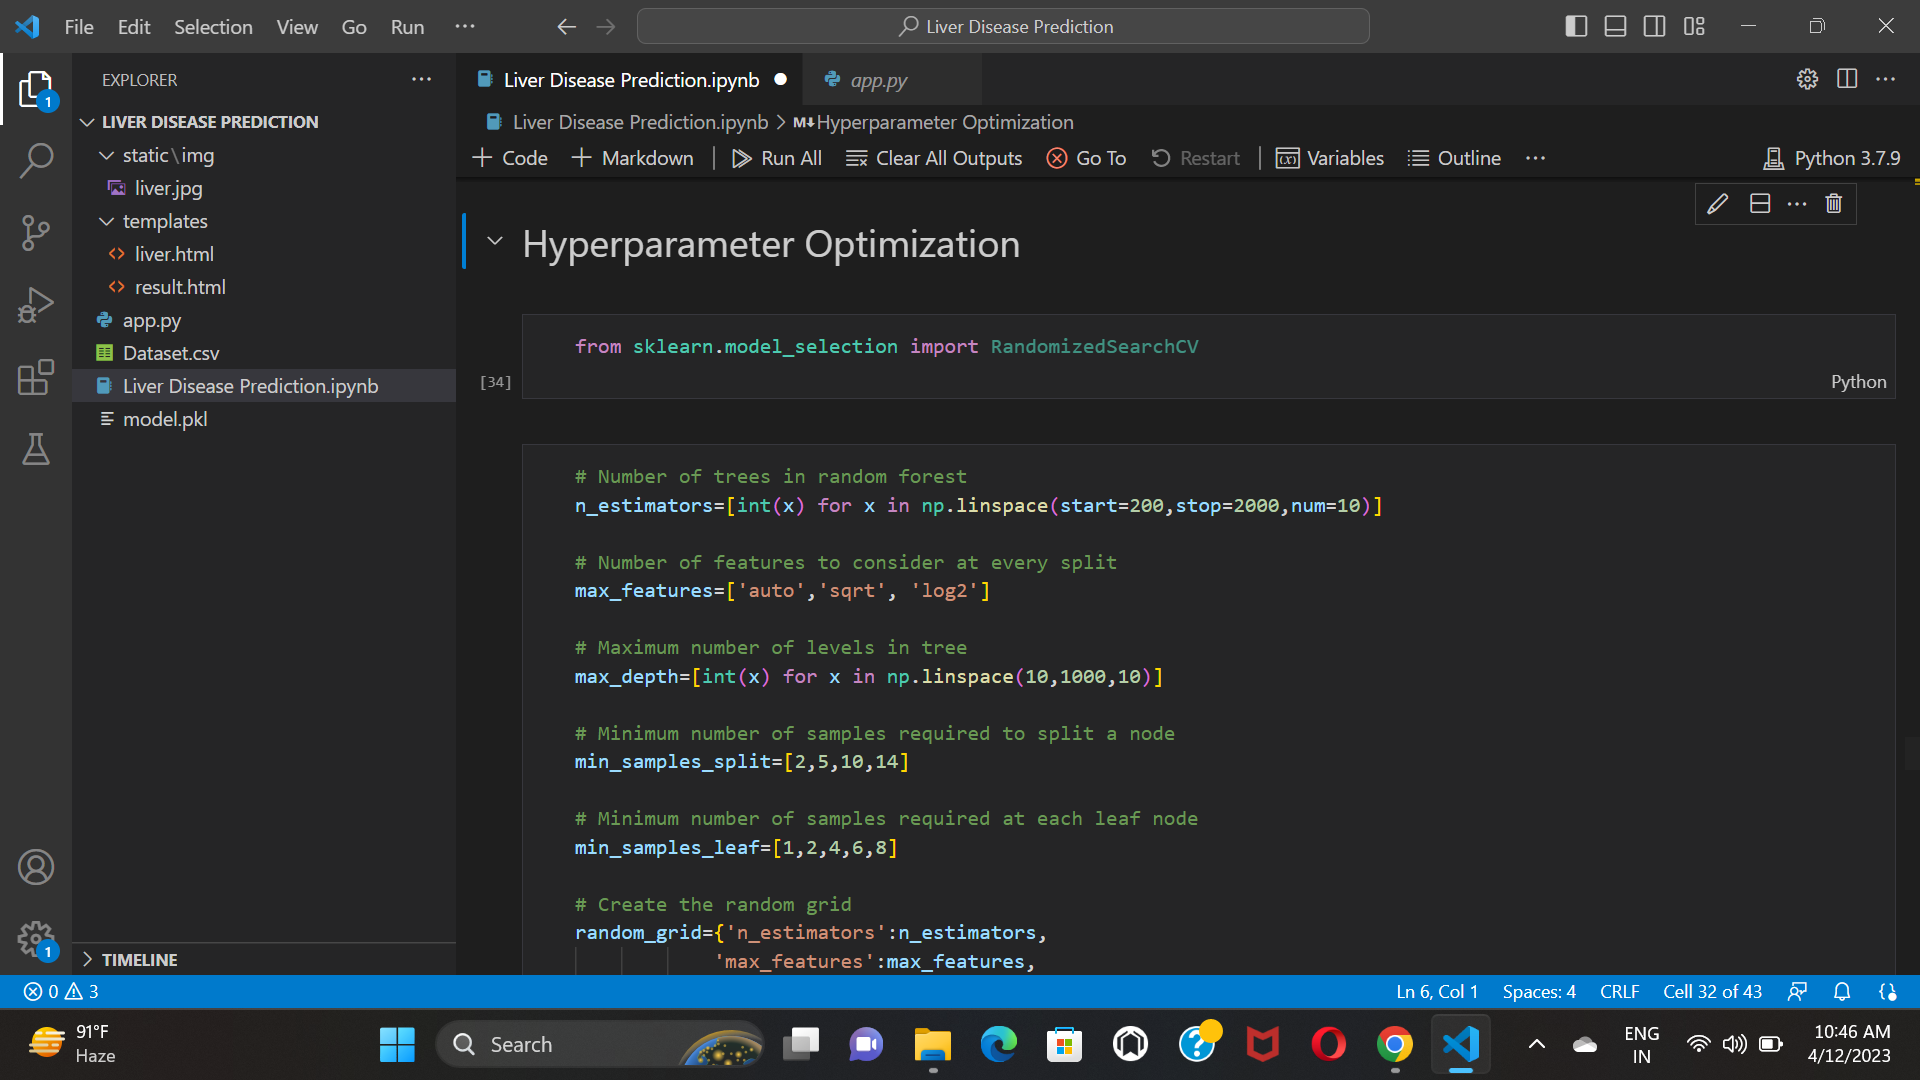 File Edit Selection View Go Run ···
Liver Disease Prediction
EXPLORER
LIVER DISEASE PREDICTION
static\img
liver.jpg
templates
liver.html
result.html
app.py
Dataset.csv
Liver Disease Prediction.ipynb
model.pkl
TIMELINE
1
1
Liver Disease Prediction.ipynb
app.py
Liver Disease Prediction.ipynb > M↓Hyperparameter Optimization
+ Code + Markdown | Run All Clear All Outputs Go To Restart | Variables Outline ··· Python 3.7.9
Hyperparameter Optimization
from sklearn.model_selection import RandomizedSearchCV
[34]
Python
# Number of trees in random forest
n_estimators=[int(x) for x in np.linspace(start=200,stop=2000,num=10)]
# Number of features to consider at every split
max_features=['auto','sqrt', 'log2']
# Maximum number of levels in tree
max_depth=[int(x) for x in np.linspace(10,1000,10)]
# Minimum number of samples required to split a node
min_samples_split=[2,5,10,14]
# Minimum number of samples required at each leaf node
min_samples_leaf=[1,2,4,6,8]
# Create the random grid
random_grid={'n_estimators':n_estimators,
'max_features':max_features,
0 3 Ln 6, Col 1 Spaces: 4 CRLF Cell 32 of 43
91°F
Haze
Search
ENG
IN
10:46 AM
4/12/2023